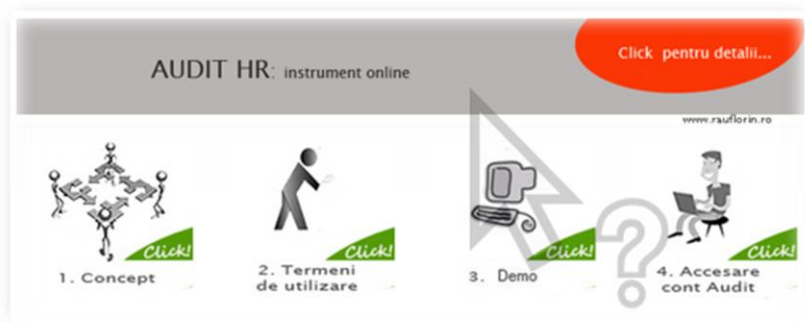 AUDIT HR: instrument online
Click pentru detalii...
www.rauflorin.ro
Click!
1. Concept
Click!
2. Termeni
de utilizare
Click!
3. Demo
Click!
4. Accesare
cont Audit